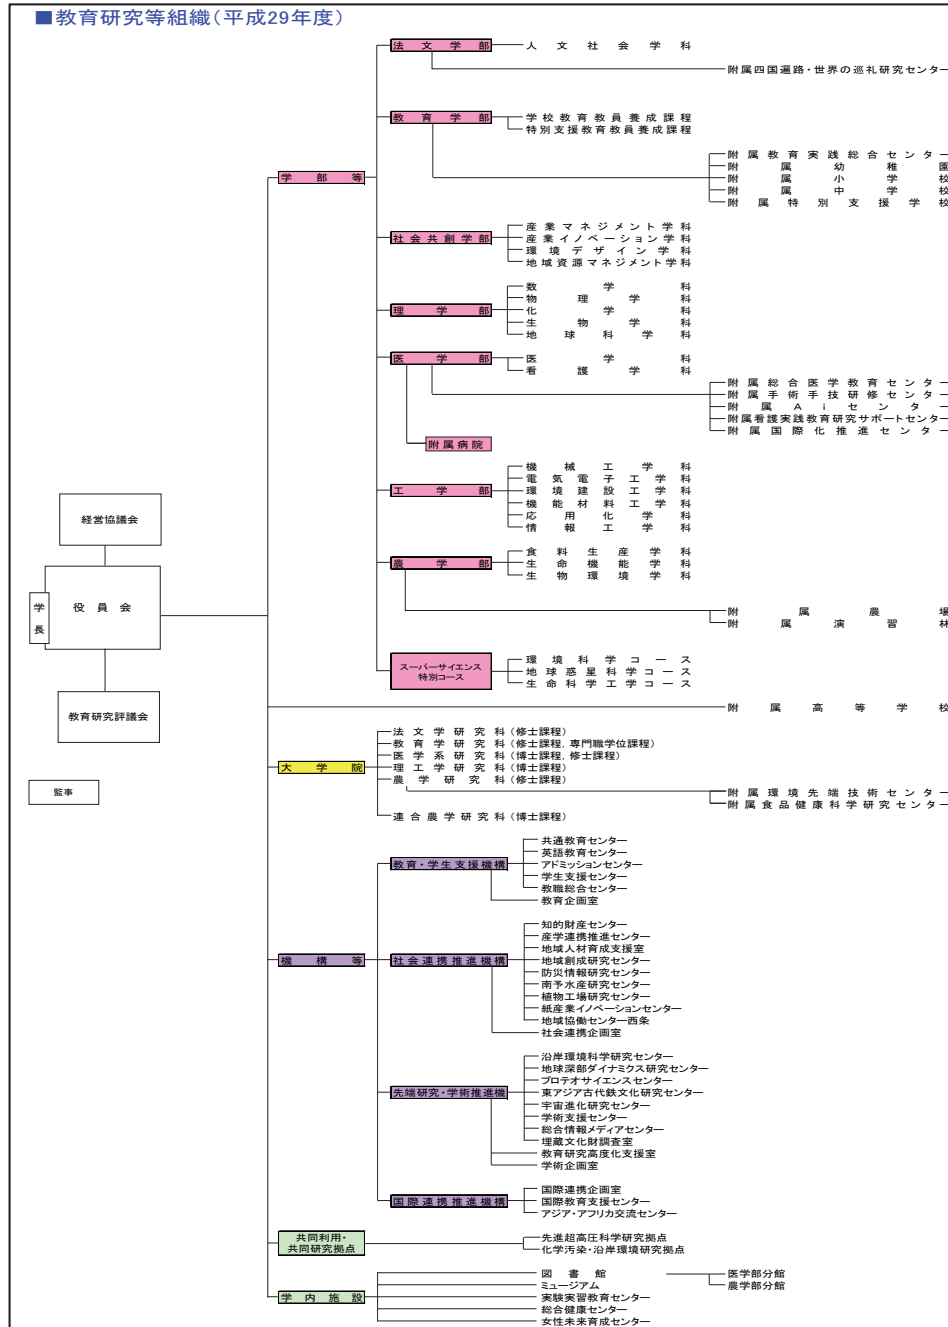 ■教育研究等組織(平成29年度)
法文学部
人文社会学科
附属四国遍路・世界の巡礼研究センター
教育学部
学校教育教員養成課程
特別支援教育教員養成課程
附属教育実践総合センター
附属幼稚園
附属小学校
附属中学校
附属特別支援学校
学部等
社会共創学部
産業マネジメント学科
産業イノベーション学科
環境デザイン学科
地域資源マネジメント学科
理学部
数学科
物理学科
化学科
生物学科
地球科学科
医学部
医学科
看護学科
附属総合医学教育センター
附属手術手技研修センター
附属Aiセンター
附属看護実践教育研究サポートセンター
附属国際化推進センター
附属病院
工学部
機械工学科
電気電子工学科
環境建設工学科
機能材料工学科
応用化学科
情報工学科
経営協議会
学長
役員会
教育研究評議会
監事
農学部
食料生産学科
生命機能学科
生物環境学科
附属農場
附属演習林
スーパーサイエンス
特別コース
環境科学コース
地球惑星科学コース
生命科学工学コース
附属高等学校
大学院
法文学研究科(修士課程)
教育学研究科(修士課程,専門職学位課程)
医学系研究科(博士課程,修士課程)
理工学研究科(博士課程)
農学研究科(修士課程)
附属環境先端技術センター
附属食品健康科学研究センター
連合農学研究科(博士課程)
機構等
教育・学生支援機構
共通教育センター
英語教育センター
アドミッションセンター
学生支援センター
教職総合センター
教育企画室
社会連携推進機構
知的財産センター
産学連携推進センター
地域人材育成支援室
地域創成研究センター
防災情報研究センター
南予水産研究センター
植物工場研究センター
紙産業イノベーションセンター
地域協働センター西条
社会連携企画室
先端研究・学術推進機
沿岸環境科学研究センター
地球深部ダイナミクス研究センター
プロテオサイエンスセンター
東アジア古代鉄文化研究センター
宇宙進化研究センター
学術支援センター
総合情報メディアセンター
埋蔵文化財調査室
教育研究高度化支援室
学術企画室
国際連携推進機構
国際連携企画室
国際教育支援センター
アジア・アフリカ交流センター
共同利用・
共同研究拠点
先進超高圧科学研究拠点
化学汚染・沿岸環境研究拠点
学内施設
図書館
医学部分館
農学部分館
ミュージアム
実験実習教育センター
総合健康センター
女性未来育成センター